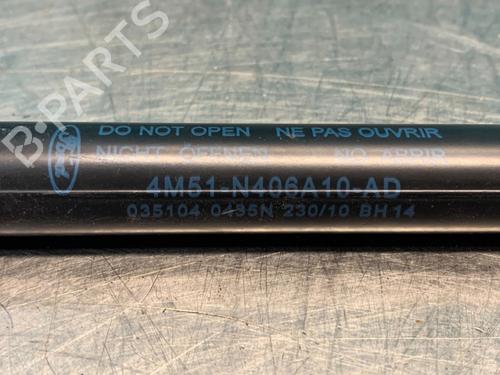 B-Parts
Ford
DO NOT OPEN NE PAS OUVRIR
NICHT ÖFFNEN NO ABRIR
4M51-N406A10-AD
035104 0435N 230/10 BH 14